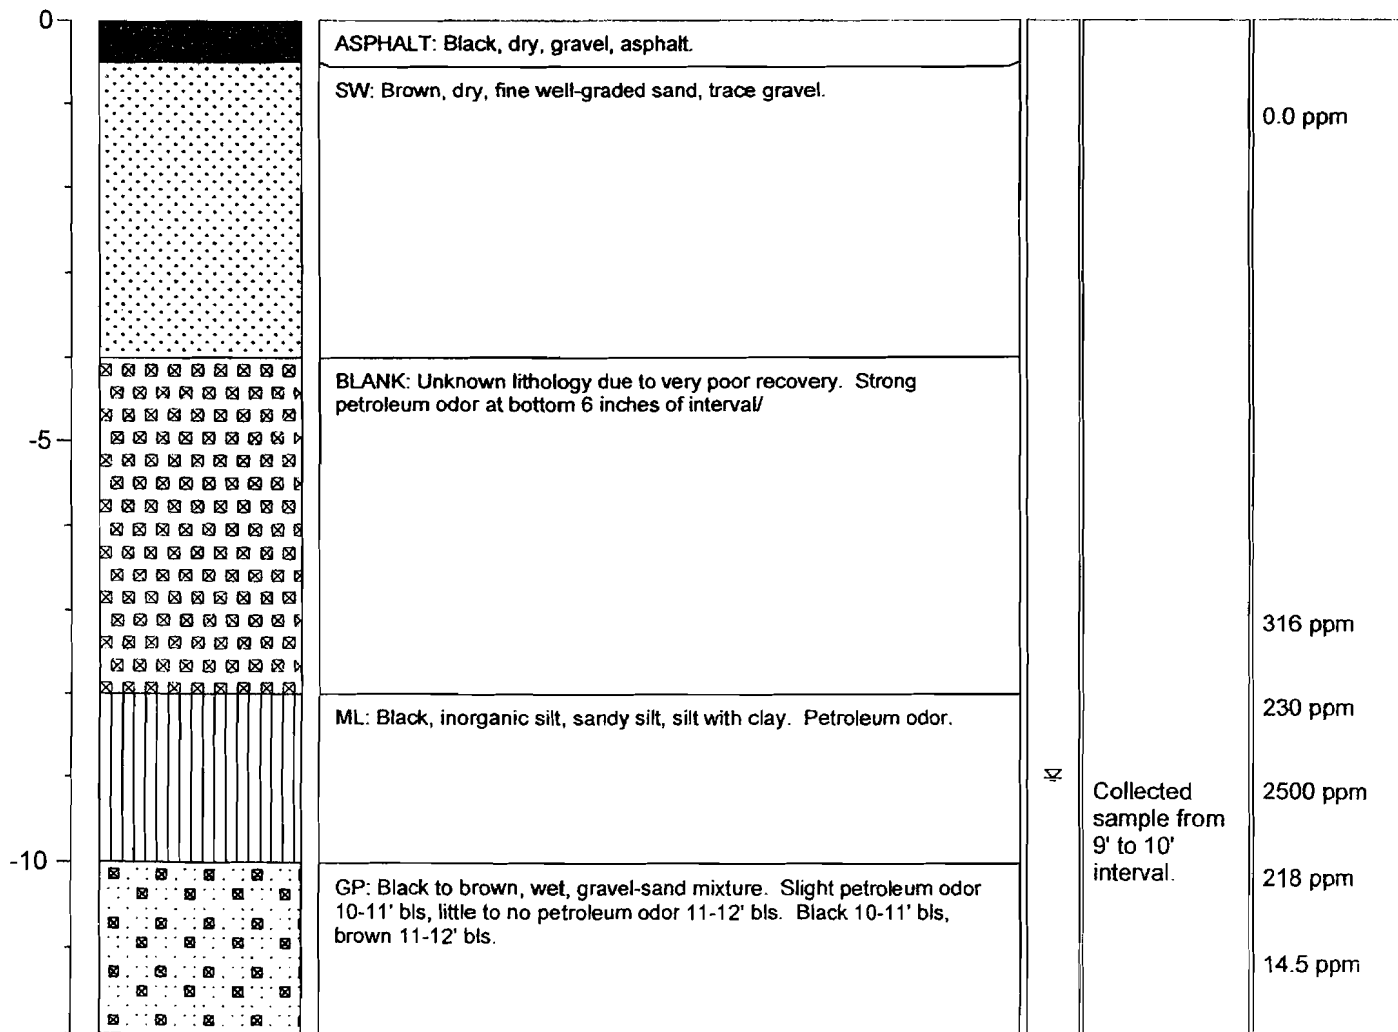 0
ASPHALT: Black, dry, gravel, asphalt.
SW: Brown, dry, fine well-graded sand, trace gravel.
0.0 ppm
BLANK: Unknown lithology due to very poor recovery. Strong
petroleum odor at bottom 6 inches of interval/
-5
316 ppm
ML: Black, inorganic silt, sandy silt, silt with clay. Petroleum odor.
230 ppm
Collected
sample from
9' to 10'
interval.
2500 ppm
-10
GP: Black to brown, wet, gravel-sand mixture. Slight petroleum odor
10-11' bls, little to no petroleum odor 11-12' bls. Black 10-11' bls,
brown 11-12' bls.
218 ppm
14.5 ppm